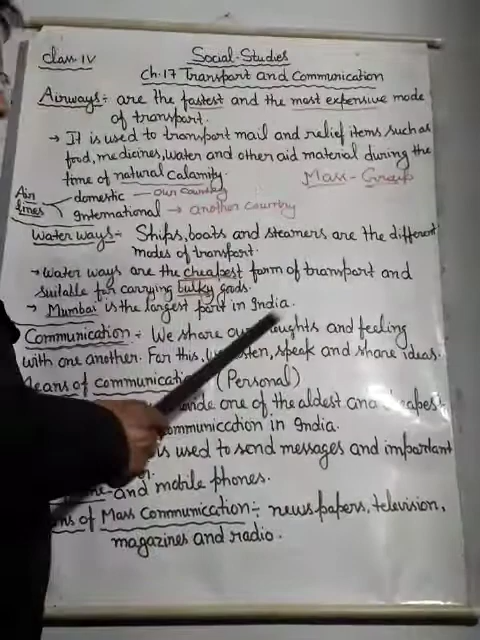 Class IV Social-Studies
Ch.17 Transport and Communication
Airways:- are the fastest and the most expensive mode
of transport.
→ It is used to transport mail and relief items such as
food, medicines, water and other aid material during the
time of natural calamity.
Mass - Group
Air lines
domestic — our country
International → another country
Water ways:- Ships, boats and steamers are the different
modes of transport.
→ Water ways are the cheapest form of transport and
suitable for carrying bulky goods.
→ Mumbai is the largest port in India.
Communication:- We share our thoughts and feeling
with one another. For this, speak and share ideas.
Means of communication (Personal)
one of the oldest and cheapest
communication in India.
is used to send messages and important
and mobile phones.
of Mass Communication:- newspapers, television,
magazines and radio.